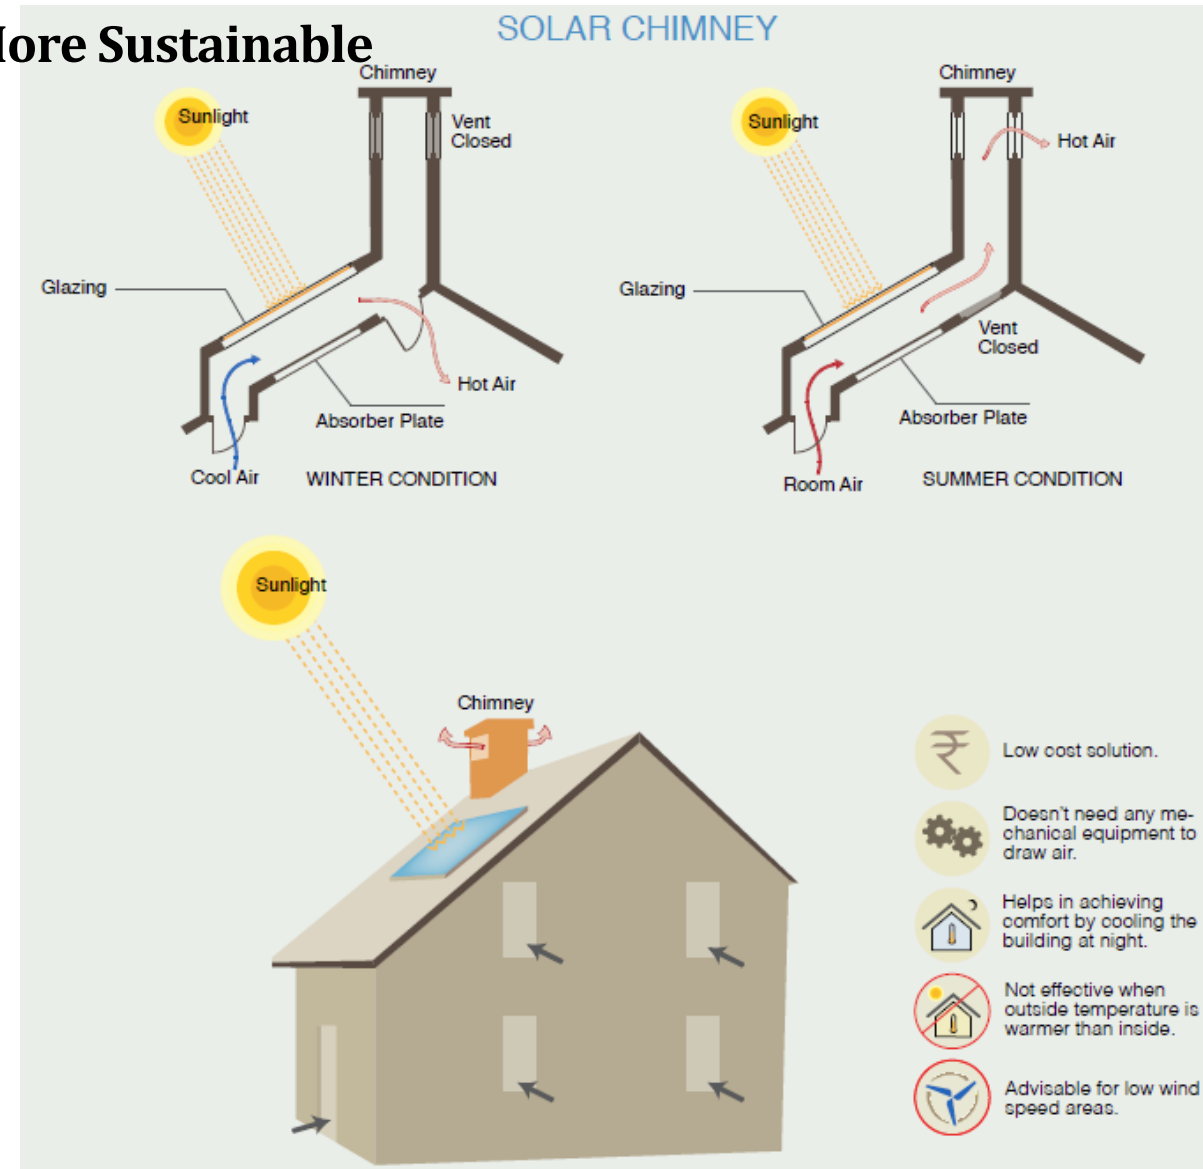 More Sustainable
SOLAR CHIMNEY
Chimney
Sunlight
Vent
Closed
Glazing
Hot Air
Absorber Plate
Cool Air
WINTER CONDITION
Chimney
Sunlight
Hot Air
Glazing
Vent
Closed
Absorber Plate
Room Air
SUMMER CONDITION
Sunlight
Chimney
₹
Low cost solution.
Doesn't need any me-
chanical equipment to
draw air.
Helps in achieving
comfort by cooling the
building at night.
Not effective when
outside temperature is
warmer than inside.
Advisable for low wind
speed areas.